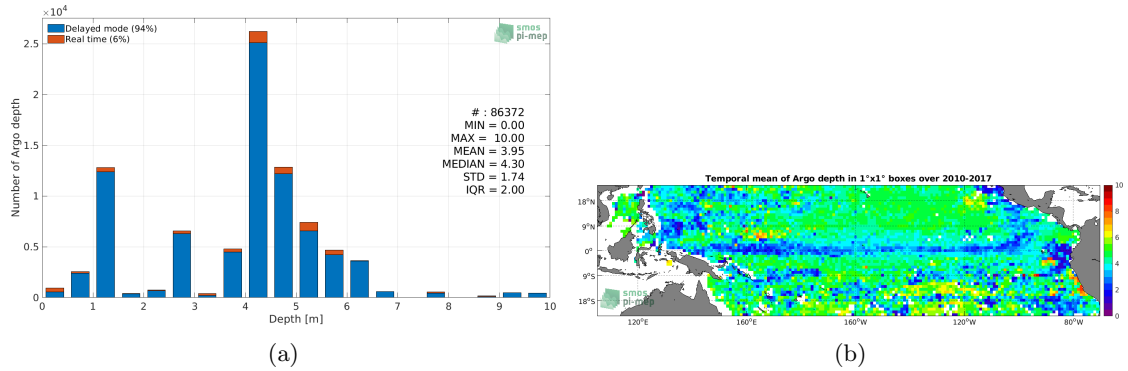 ×10⁴
Delayed mode (94%)
Real time (6%)
smos
pi-mep
2.5
2
1.5
1
0.5
0
Number of Argo depth
# : 86372
MIN = 0.00
MAX = 10.00
MEAN = 3.95
MEDIAN = 4.30
STD = 1.74
IQR = 2.00
0 1 2 3 4 5 6 7 8 9 10
Depth [m]
(a)
Temporal mean of Argo depth in 1°x1° boxes over 2010-2017
18°N
9°N
0°
9°S
18°S
smos
pi-mep
120°E 160°E 160°W 120°W 80°W
10
8
6
4
2
0
(b)